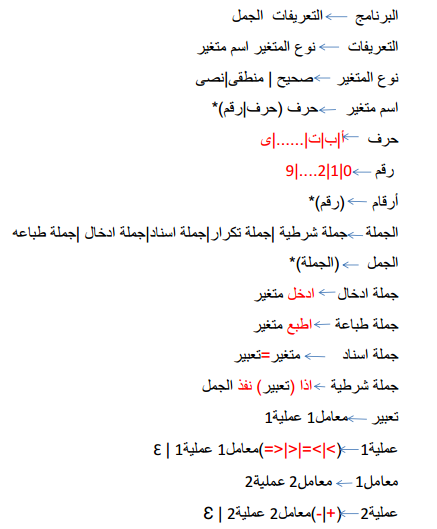 البرنامج ← التعريفات الجمل
التعريفات ← نوع المتغير اسم متغير
نوع المتغير ← صحيح | منطقى|نصى
اسم متغير ← حرف (حرف|رقم)*
حرف ← أ|ب|ت|......|ى
رقم ← 0|1|2....|9
أرقام ← (رقم)*
الجملة ← جملة شرطية |جملة تكرار|جملة اسناد|جملة ادخال |جملة طباعه
الجمل ← (الجملة)*
جملة ادخال ← ادخل متغير
جملة طباعة ← اطبع متغير
جملة اسناد ← متغير=تعبير
جملة شرطية ← اذا (تعبير) نفذ الجمل
تعبير ← معامل1 عملية1
عملية1 ← (>|<=|>|<=)معامل1 عملية1 | ε
معامل1 ← معامل2 عملية2
عملية2 ← (+|-)معامل2 عملية2 | Ɛ